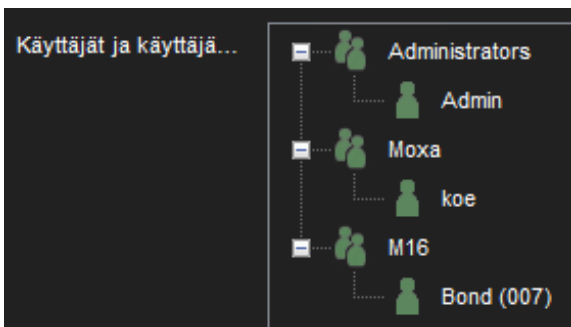 Käyttäjät ja käyttäjä...
Administrators
Admin
Moxa
koe
M16
Bond (007)